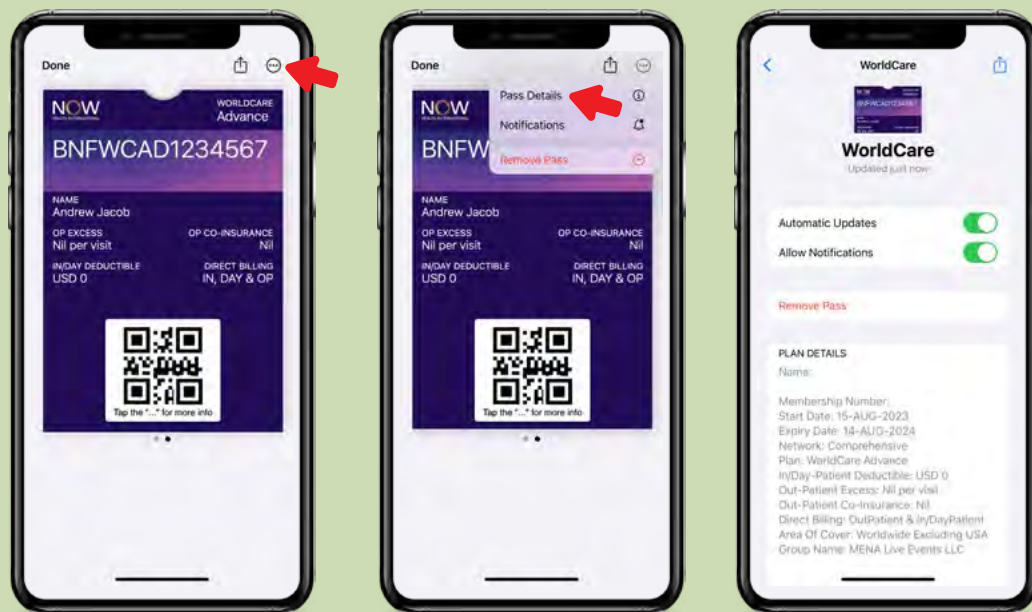 Done
NOW
HEALTH INTERNATIONAL
WORLDCARE
Advance
BNFWCAD1234567
NAME
Andrew Jacob
OP EXCESS
Nil per visit
OP CO-INSURANCE
Nil
IN/DAY DEDUCTIBLE
USD 0
DIRECT BILLING
IN, DAY & OP
Tap the "..." for more info
Done
NOW
HEALTH INTERNATIONAL
BNFW
Pass Details
Notifications
Remove Pass
NAME
Andrew Jacob
OP EXCESS
Nil per visit
OP CO-INSURANCE
Nil
IN/DAY DEDUCTIBLE
USD 0
DIRECT BILLING
IN, DAY & OP
Tap the "..." for more info
WorldCare
NOW
BNFWCAD1234567
WorldCare
Updated just now
Automatic Updates
Allow Notifications
Remove Pass
PLAN DETAILS
Name:
Membership Number:
Start Date: 15-AUG-2023
Expiry Date: 14-AUG-2024
Network: Comprehensive
Plan: WorldCare Advance
In/Day-Patient Deductible: USD 0
Out-Patient Excess: Nil per visit
Out-Patient Co-Insurance: Nil
Direct Billing: OutPatient & In/DayPatient
Area Of Cover: Worldwide Excluding USA
Group Name: MENA Live Events LLC